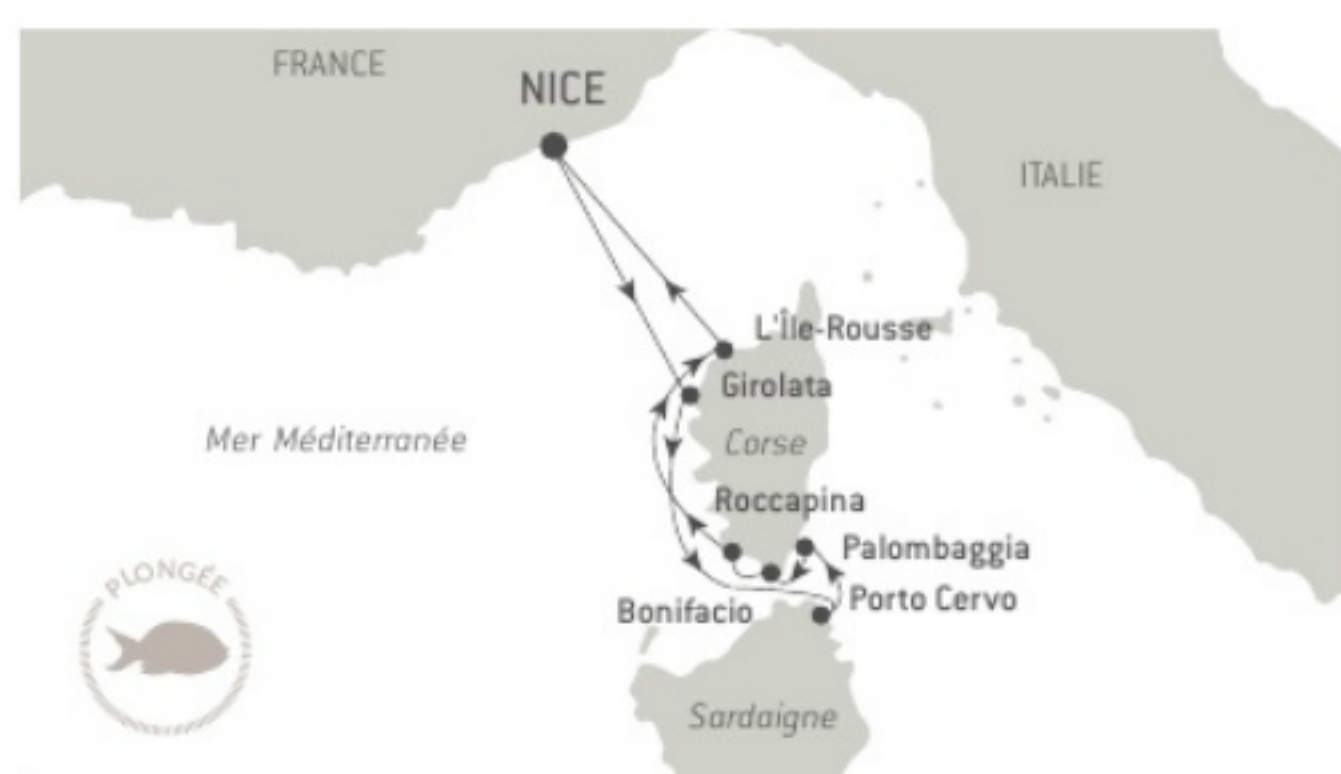 FRANCE
NICE
ITALIE
L'Île-Rousse
Girolata
Mer Méditerranée
Corse
Roccapina
Palombaggia
PLONGÉE
Porto Cervo
Bonifacio
Sardaigne